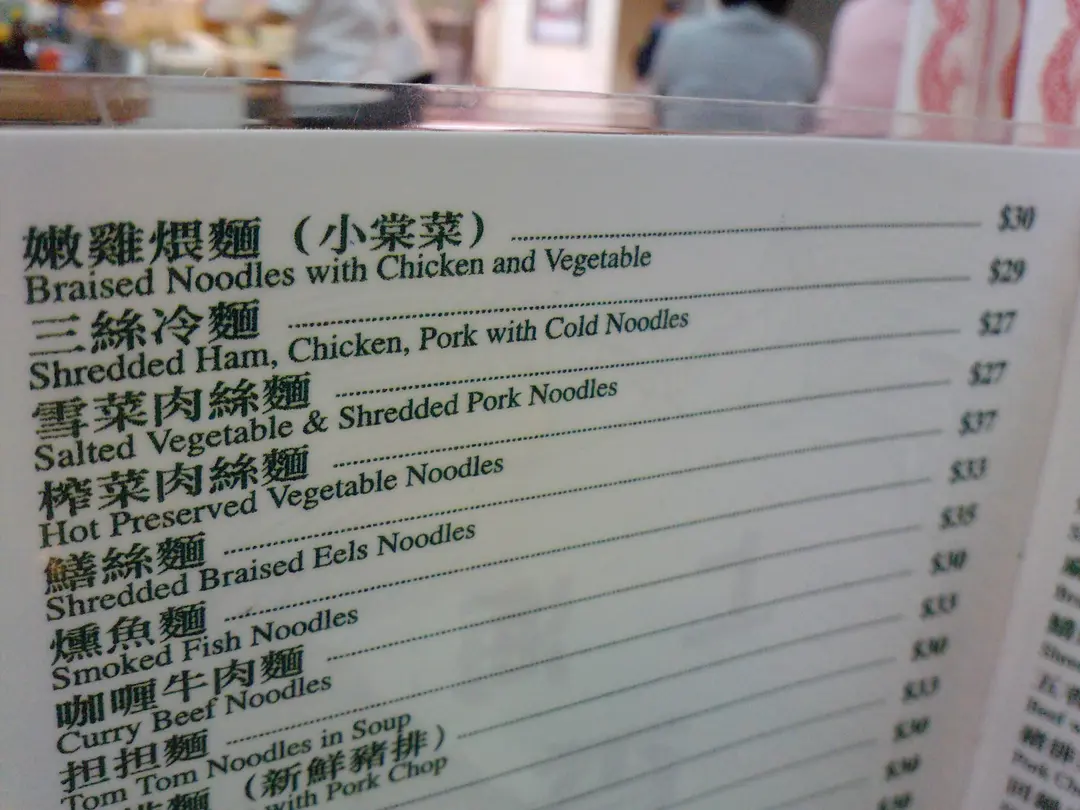 嫩雞煨麵 (小棠菜) $30
Braised Noodles with Chicken and Vegetable
三絲冷麵 $29
Shredded Ham, Chicken, Pork with Cold Noodles
雪菜肉絲麵 $27
Salted Vegetable & Shredded Pork Noodles
榨菜肉絲麵 $27
Hot Preserved Vegetable Noodles
鱔絲麵 $37
Shredded Braised Eels Noodles
燻魚麵 $33
Smoked Fish Noodles
咖喱牛肉麵 $35
Curry Beef Noodles
担担麵 $30
Tom Tom Noodles in Soup
(新鮮豬排) $33
with Pork Chop
$30
$33
$30
$30